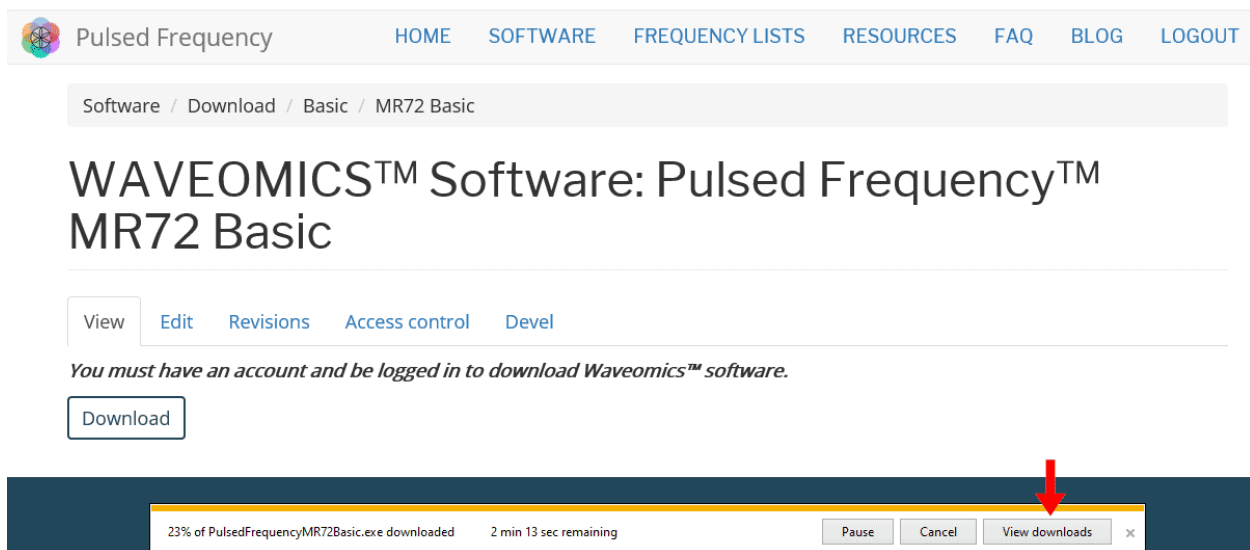 Pulsed Frequency HOME SOFTWARE FREQUENCY LISTS RESOURCES FAQ BLOG LOGOUT
Software / Download / Basic / MR72 Basic
WAVEOMICS™ Software: Pulsed Frequency™
MR72 Basic
View Edit Revisions Access control Devel
You must have an account and be logged in to download Waveomics™ software.
Download
23% of PulsedFrequencyMR72Basic.exe downloaded 2 min 13 sec remaining Pause Cancel View downloads ×